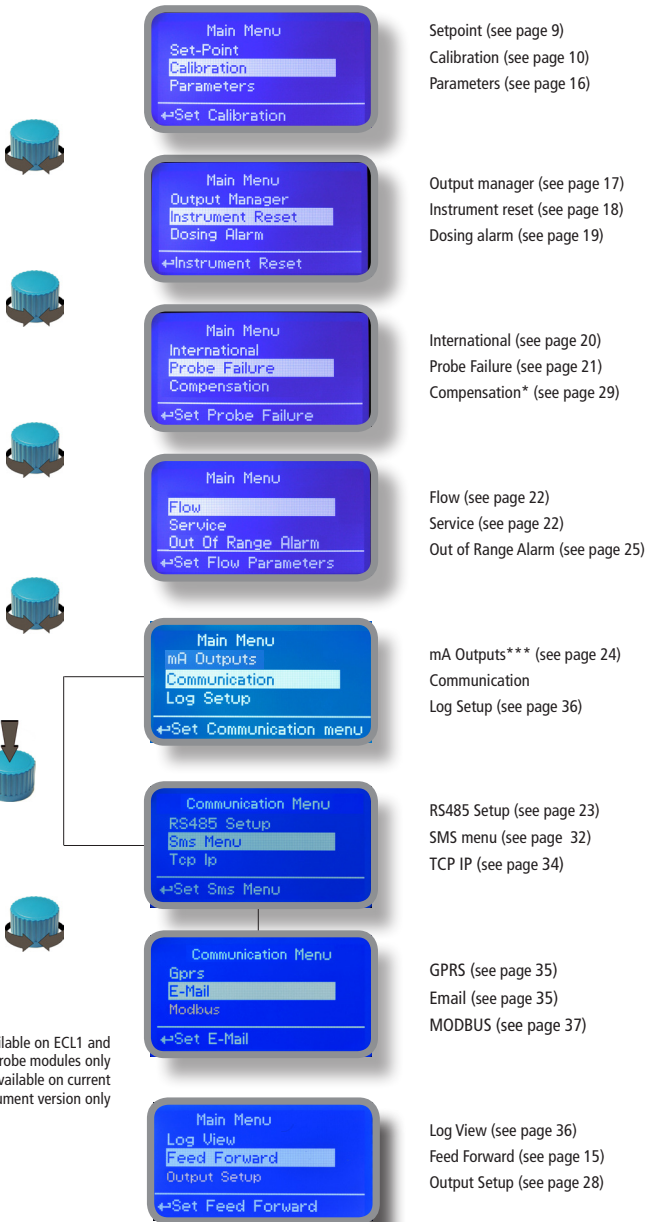 Main Menu
Set-Point
Calibration
Parameters
↩Set Calibration
Setpoint (see page 9)
Calibration (see page 10)
Parameters (see page 16)
Main Menu
Output Manager
Instrument Reset
Dosing Alarm
↩Instrument Reset
Output manager (see page 17)
Instrument reset (see page 18)
Dosing alarm (see page 19)
Main Menu
International
Probe Failure
Compensation
↩Set Probe Failure
International (see page 20)
Probe Failure (see page 21)
Compensation* (see page 29)
Main Menu
Flow
Service
Out Of Range Alarm
↩Set Flow Parameters
Flow (see page 22)
Service (see page 22)
Out of Range Alarm (see page 25)
Main Menu
mA Outputs
Communication
Log Setup
↩Set Communication menu
mA Outputs*** (see page 24)
Communication
Log Setup (see page 36)
Communication Menu
RS485 Setup
Sms Menu
Tcp Ip
↩Set Sms Menu
RS485 Setup (see page 23)
SMS menu (see page 32)
TCP IP (see page 34)
Communication Menu
Gprs
E-Mail
Modbus
↩Set E-Mail
GPRS (see page 35)
Email (see page 35)
MODBUS (see page 37)
ECL1 and
modules only
on current
version only
Main Menu
Log View
Feed Forward
Output Setup
↩Set Feed Forward
Log View (see page 36)
Feed Forward (see page 15)
Output Setup (see page 28)